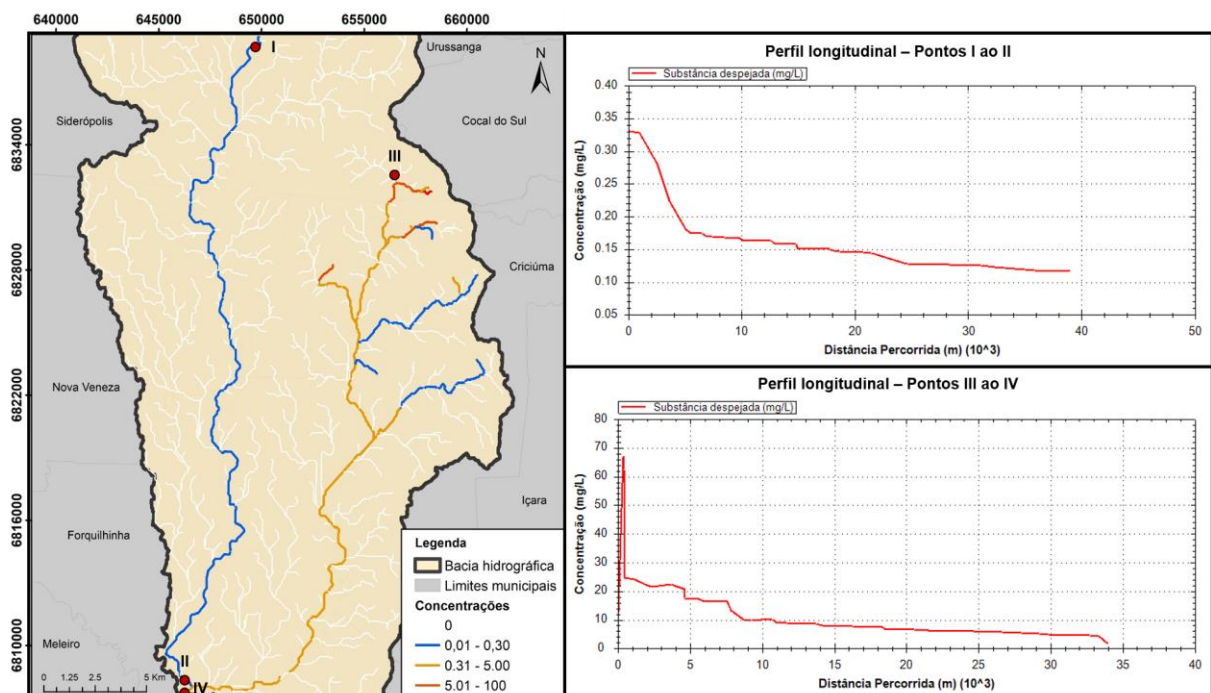 640000 645000 650000 655000 660000
I
Urussanga
N
Siderópolis
Cocal do Sul
6834000
III
6828000
Criciúma
Nova Veneza
6822000
Içara
6816000
Forquilhinha
Legenda
Bacia hidrográfica
Limites municipais
Concentrações
0
0,01 - 0,30
0.31 - 5.00
5.01 - 100
6810000
Meleiro
II
IV
0 1.25 2.5 5 Km
Perfil longitudinal – Pontos I ao II
Substância despejada (mg/L)
0.40
0.35
0.30
0.25
0.20
0.15
0.10
0.05
Concentração (mg/L)
0 10 20 30 40 50
Distância Percorrida (m) (10^3)
Perfil longitudinal – Pontos III ao IV
Substância despejada (mg/L)
80
70
60
50
40
30
20
10
0
Concentração (mg/L)
0 5 10 15 20 25 30 35 40
Distância Percorrida (m) (10^3)